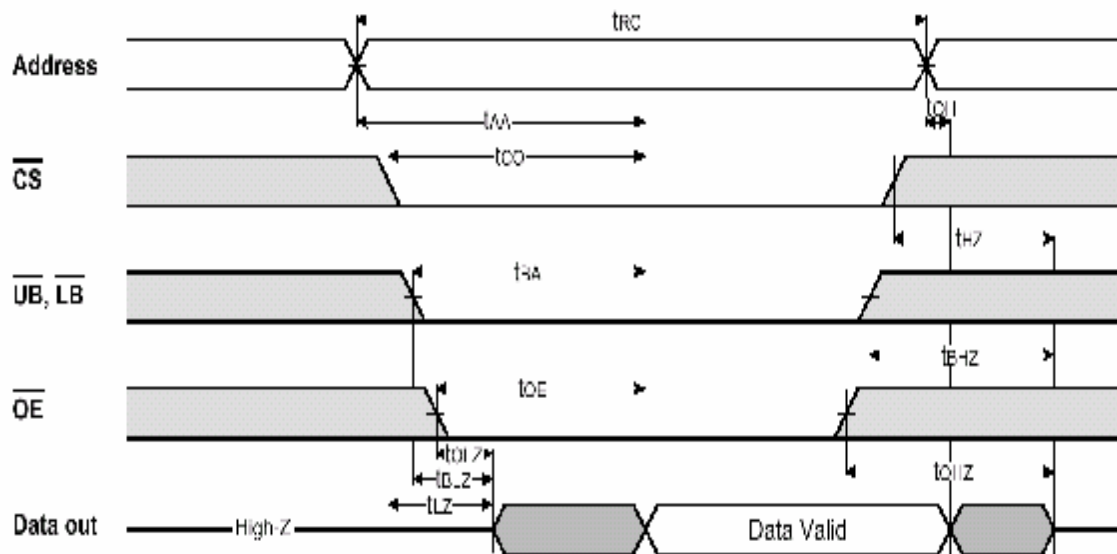 tRC
Address
tOH
tAA
tCO
CS
tHZ
tBA
UB, LB
tBHZ
tOE
OE
tOLZ
tBLZ
tOHZ
tLZ
Data out
High-Z
Data Valid